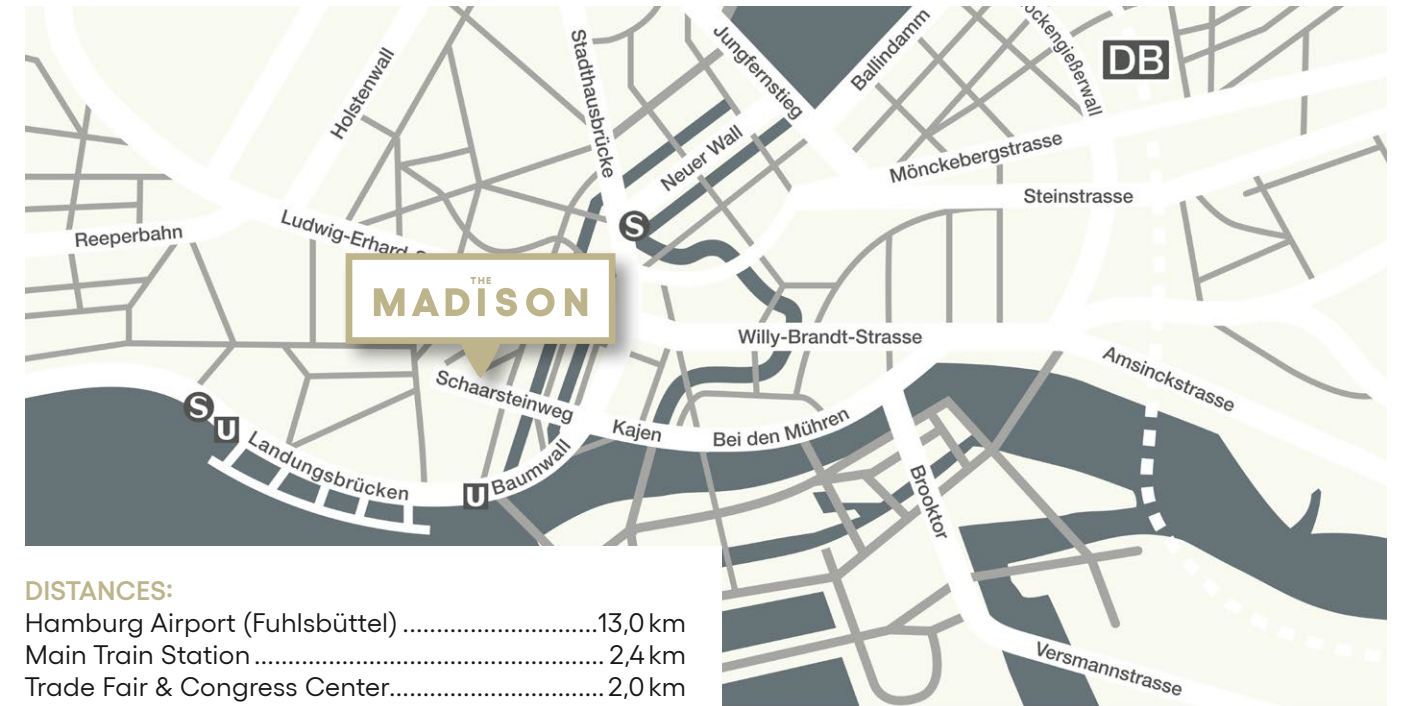 Holstenwall
Stadthausbrücke
Jungfernstieg
Ballindamm
DB
Neuer Wall
Mönckebergstrasse
Steinstrasse
Reeperbahn
Ludwig-Erhard-
S
THE
MADISON
Willy-Brandt-Strasse
Amsinckstrasse
Schaarsteinweg
Kajen
Bei den Mühren
S
U
Landungsbrücken
U
Baumwall
Brooktor
Versmannstrasse
DISTANCES:
Hamburg Airport (Fuhlsbüttel) .............................13,0 km
Main Train Station .................................................... 2,4 km
Trade Fair & Congress Center................................ 2,0 km